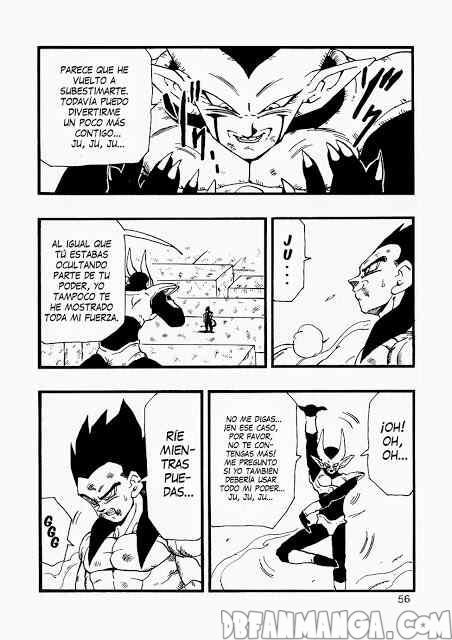 PARECE QUE HE
VUELTO A
SUBESTIMARTE.
TODAVÍA PUEDO
DIVERTIRME
UN POCO MÁS
CONTIGO...
JU, JU, JU...
JU...
AL IGUAL QUE
TÚ ESTABAS
OCULTANDO
PARTE DE TU
PODER, YO
TAMPOCO TE
HE MOSTRADO
TODA MI FUERZA.
¡OH!
OH,
OH...
NO ME DIGAS...
¡EN ESE CASO,
POR FAVOR,
NO TE CON-
TENGAS MÁS!
ME PREGUNTO
SI YO TAMBIÉN
DEBERÍA USAR
TODO MI PODER...
JU, JU, JU...
RÍE MIEN-
TRAS
PUE-
DAS...
GGG
56
DBFANMANGA.COM